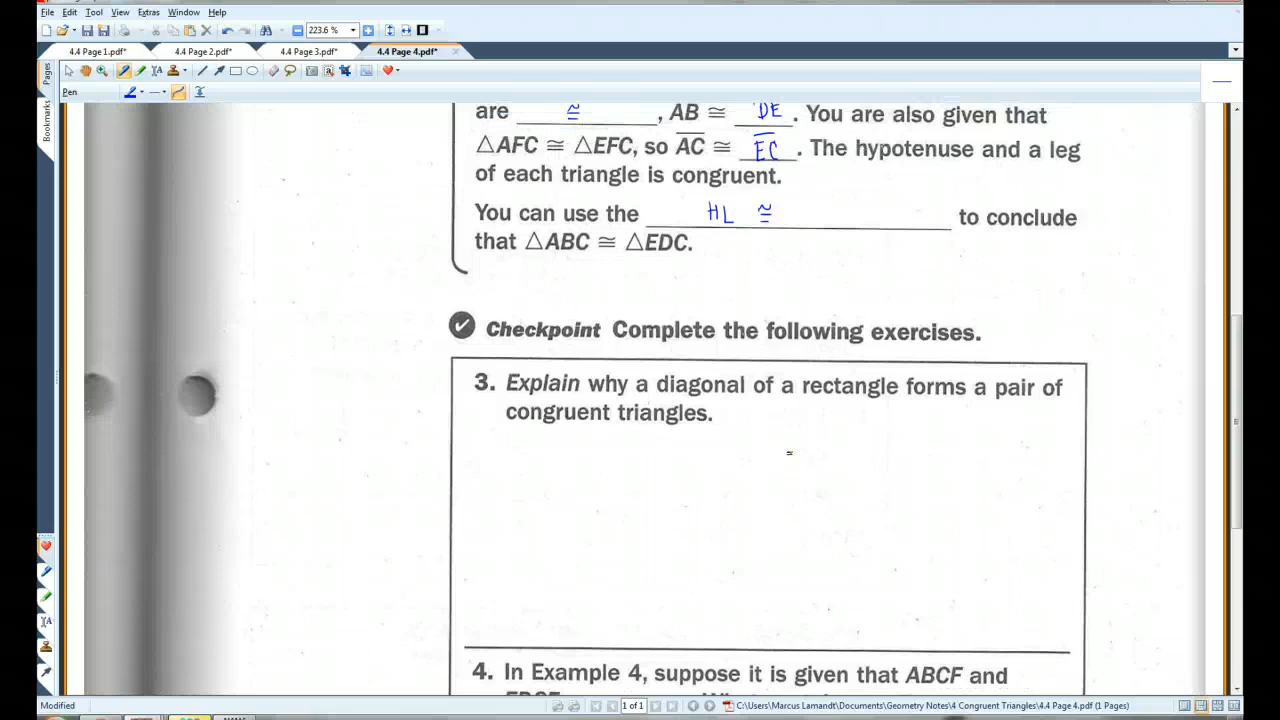 File Edit Tool View Extras Window Help
223.6 %
4.4 Page 1.pdf* 4.4 Page 2.pdf* 4.4 Page 3.pdf* 4.4 Page 4.pdf*
Pen
Pages
Bookmarks
are ≅, AB ≅ DE. You are also given that
△AFC ≅ △EFC, so AC ≅ EC. The hypotenuse and a leg
of each triangle is congruent.
You can use the HL ≅ to conclude
that △ABC ≅ △EDC.
Checkpoint Complete the following exercises.
3. Explain why a diagonal of a rectangle forms a pair of
congruent triangles.
4. In Example 4, suppose it is given that ABCF and
Modified
1 of 1
C:\Users\Marcus Lamandt\Documents\Geometry Notes\4 Congruent Triangles\4.4 Page 4.pdf (1 Pages)